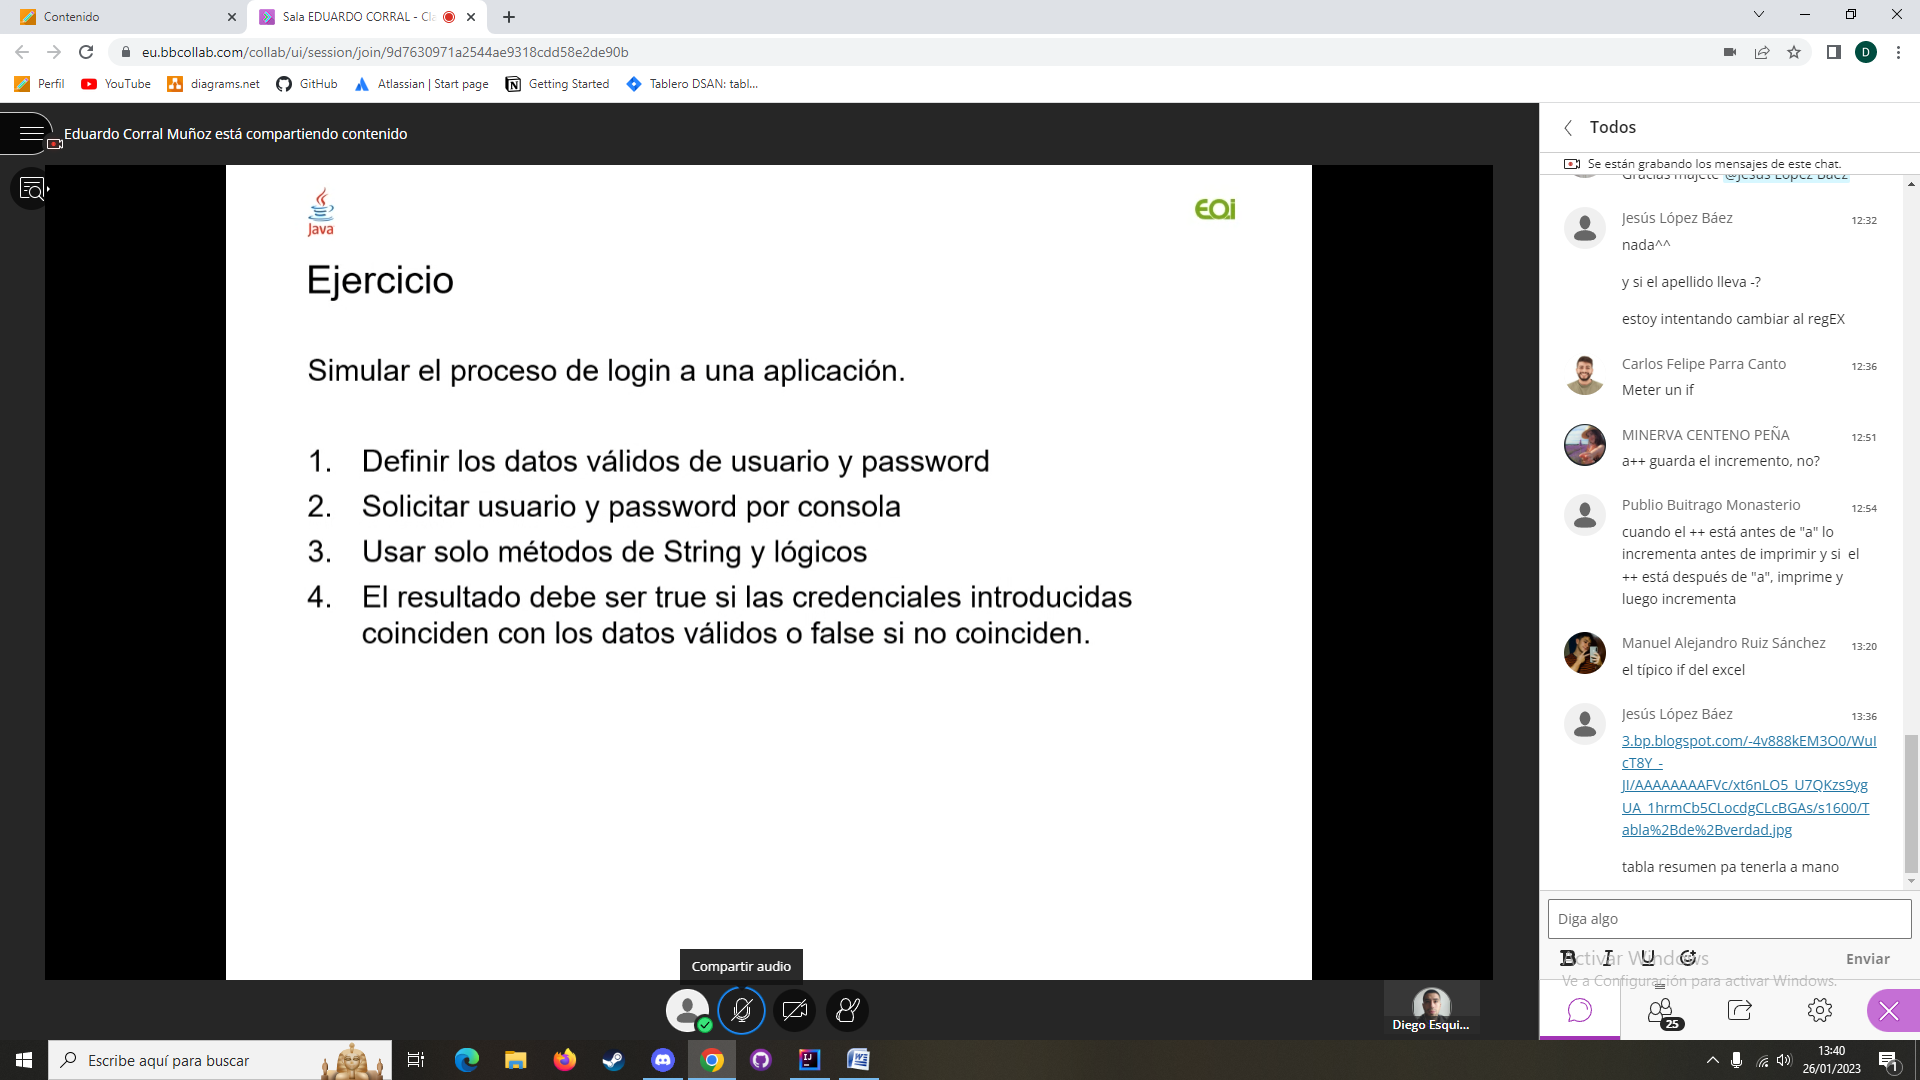 Contenido
Sala EDUARDO CORRAL - Cl
eu.bbcollab.com/collab/ui/session/join/9d7630971a2544ae9318cdd58e2de90b
D
Perfil
YouTube
diagrams.net
GitHub
Atlassian | Start page
Getting Started
Tablero DSAN: tabl...
Eduardo Corral Muñoz está compartiendo contenido
Java
EOI
Ejercicio
Simular el proceso de login a una aplicación.
1. Definir los datos válidos de usuario y password
2. Solicitar usuario y password por consola
3. Usar solo métodos de String y lógicos
4. El resultado debe ser true si las credenciales introducidas
coinciden con los datos válidos o false si no coinciden.
Compartir audio
Diego Esqui...
Todos
Se están grabando los mensajes de este chat.
Gracias majete @Jesús López Báez
Jesús López Báez 12:32
nada^^
y si el apellido lleva -?
estoy intentando cambiar al regEX
Carlos Felipe Parra Canto 12:36
Meter un if
MINERVA CENTENO PEÑA 12:51
a++ guarda el incremento, no?
Publio Buitrago Monasterio 12:54
cuando el ++ está antes de "a" lo
incrementa antes de imprimir y si el
++ está después de "a", imprime y
luego incrementa
Manuel Alejandro Ruiz Sánchez 13:20
el típico if del excel
Jesús López Báez 13:36
3.bp.blogspot.com/-4v888kEM3O0/WuI
cT8Y_-
JI/AAAAAAAAFVc/xt6nLO5_U7QKzs9yg
UA_1hrmCb5CLocdgCLcBGAs/s1600/T
abla%2Bde%2Bverdad.jpg
tabla resumen pa tenerla a mano
Diga algo
B I U
Enviar
Activar Windows
Ve a Configuración para activar Windows.
25
Escribe aquí para buscar
13:40
26/01/2023
1